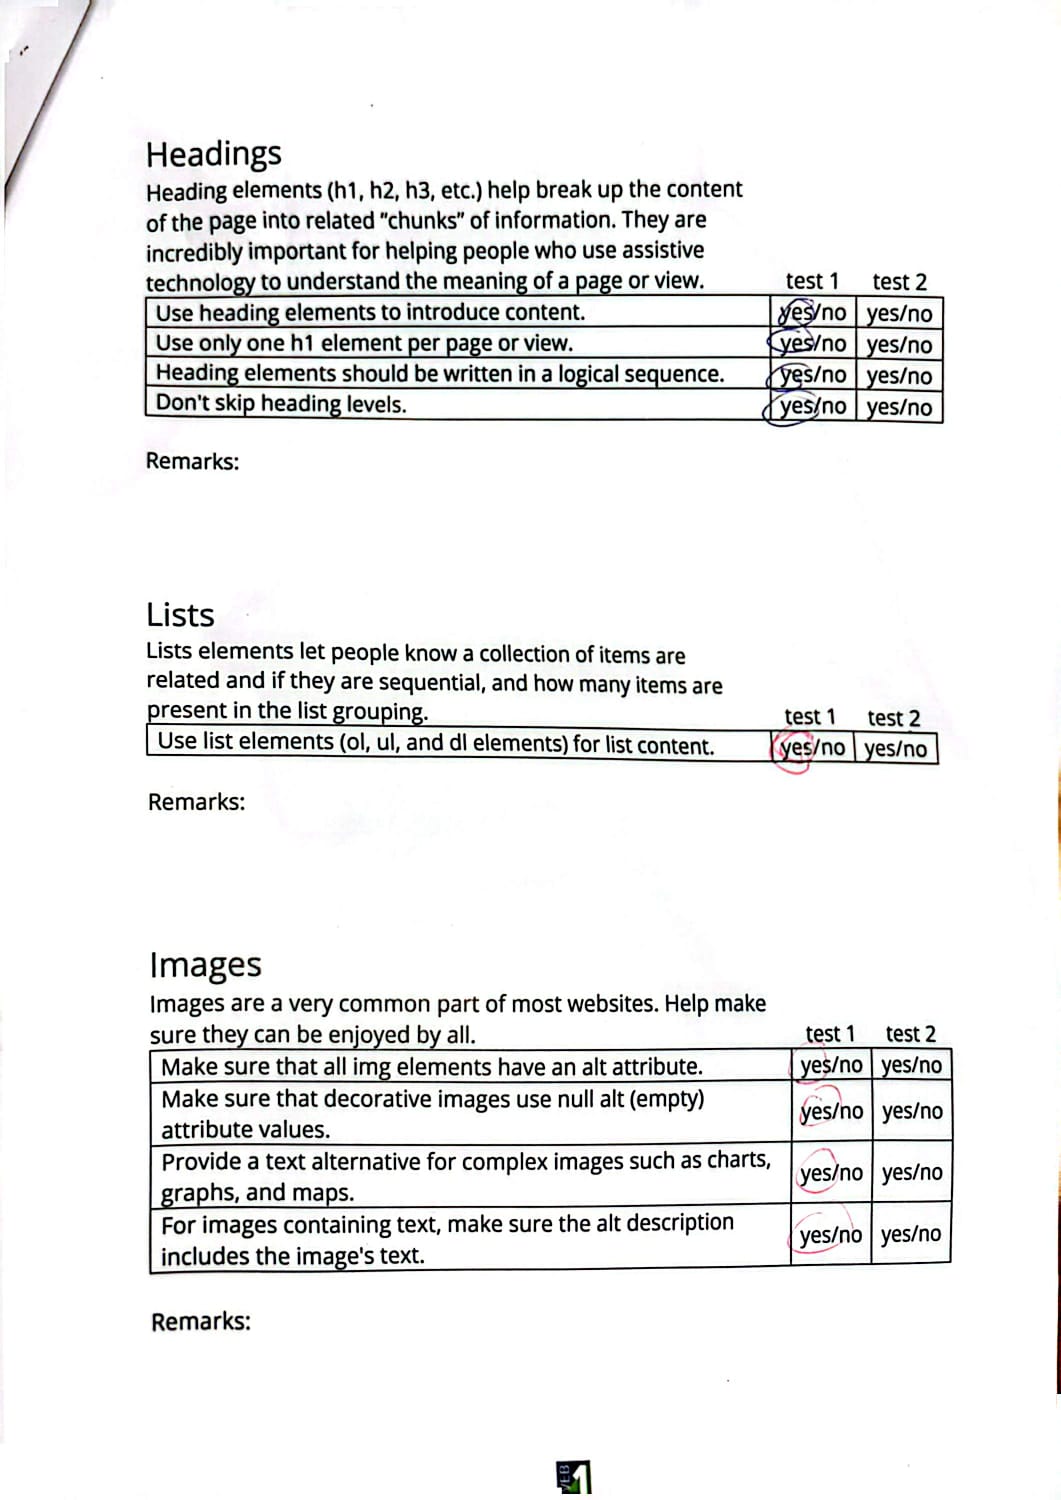 Headings
Heading elements (h1, h2, h3, etc.) help break up the content
of the page into related "chunks" of information. They are
incredibly important for helping people who use assistive
technology to understand the meaning of a page or view. test 1 test 2
Use heading elements to introduce content. yes/no yes/no
Use only one h1 element per page or view. yes/no yes/no
Heading elements should be written in a logical sequence. yes/no yes/no
Don't skip heading levels. yes/no yes/no
Remarks:
Lists
Lists elements let people know a collection of items are
related and if they are sequential, and how many items are
present in the list grouping. test 1 test 2
Use list elements (ol, ul, and dl elements) for list content. yes/no yes/no
Remarks:
Images
Images are a very common part of most websites. Help make
sure they can be enjoyed by all. test 1 test 2
Make sure that all img elements have an alt attribute. yes/no yes/no
Make sure that decorative images use null alt (empty)
attribute values. yes/no yes/no
Provide a text alternative for complex images such as charts,
graphs, and maps. yes/no yes/no
For images containing text, make sure the alt description
includes the image's text. yes/no yes/no
Remarks:
1